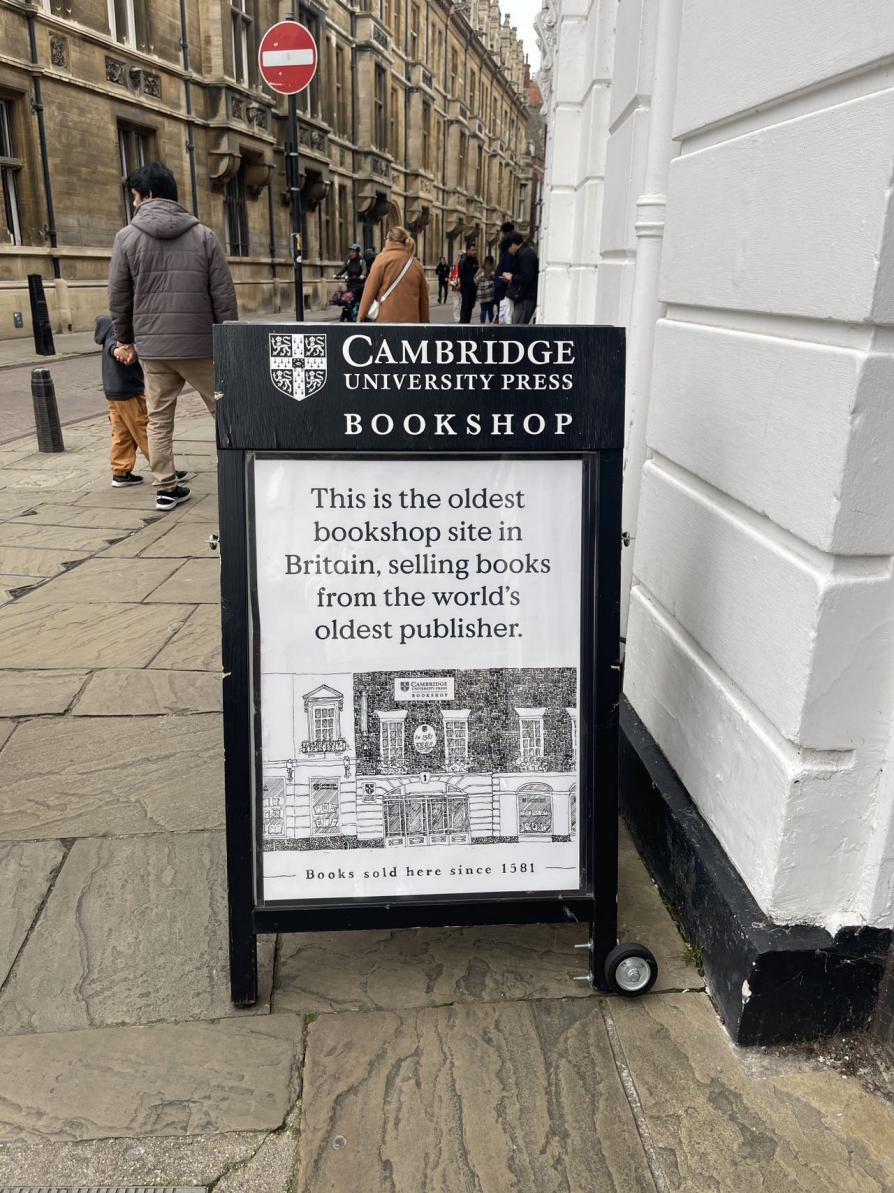 CAMBRIDGE
UNIVERSITY PRESS
BOOKSHOP
This is the oldest
bookshop site in
Britain, selling books
from the world's
oldest publisher.
CAMBRIDGE
UNIVERSITY PRESS
BOOKSHOP
1
Books sold here since 1581